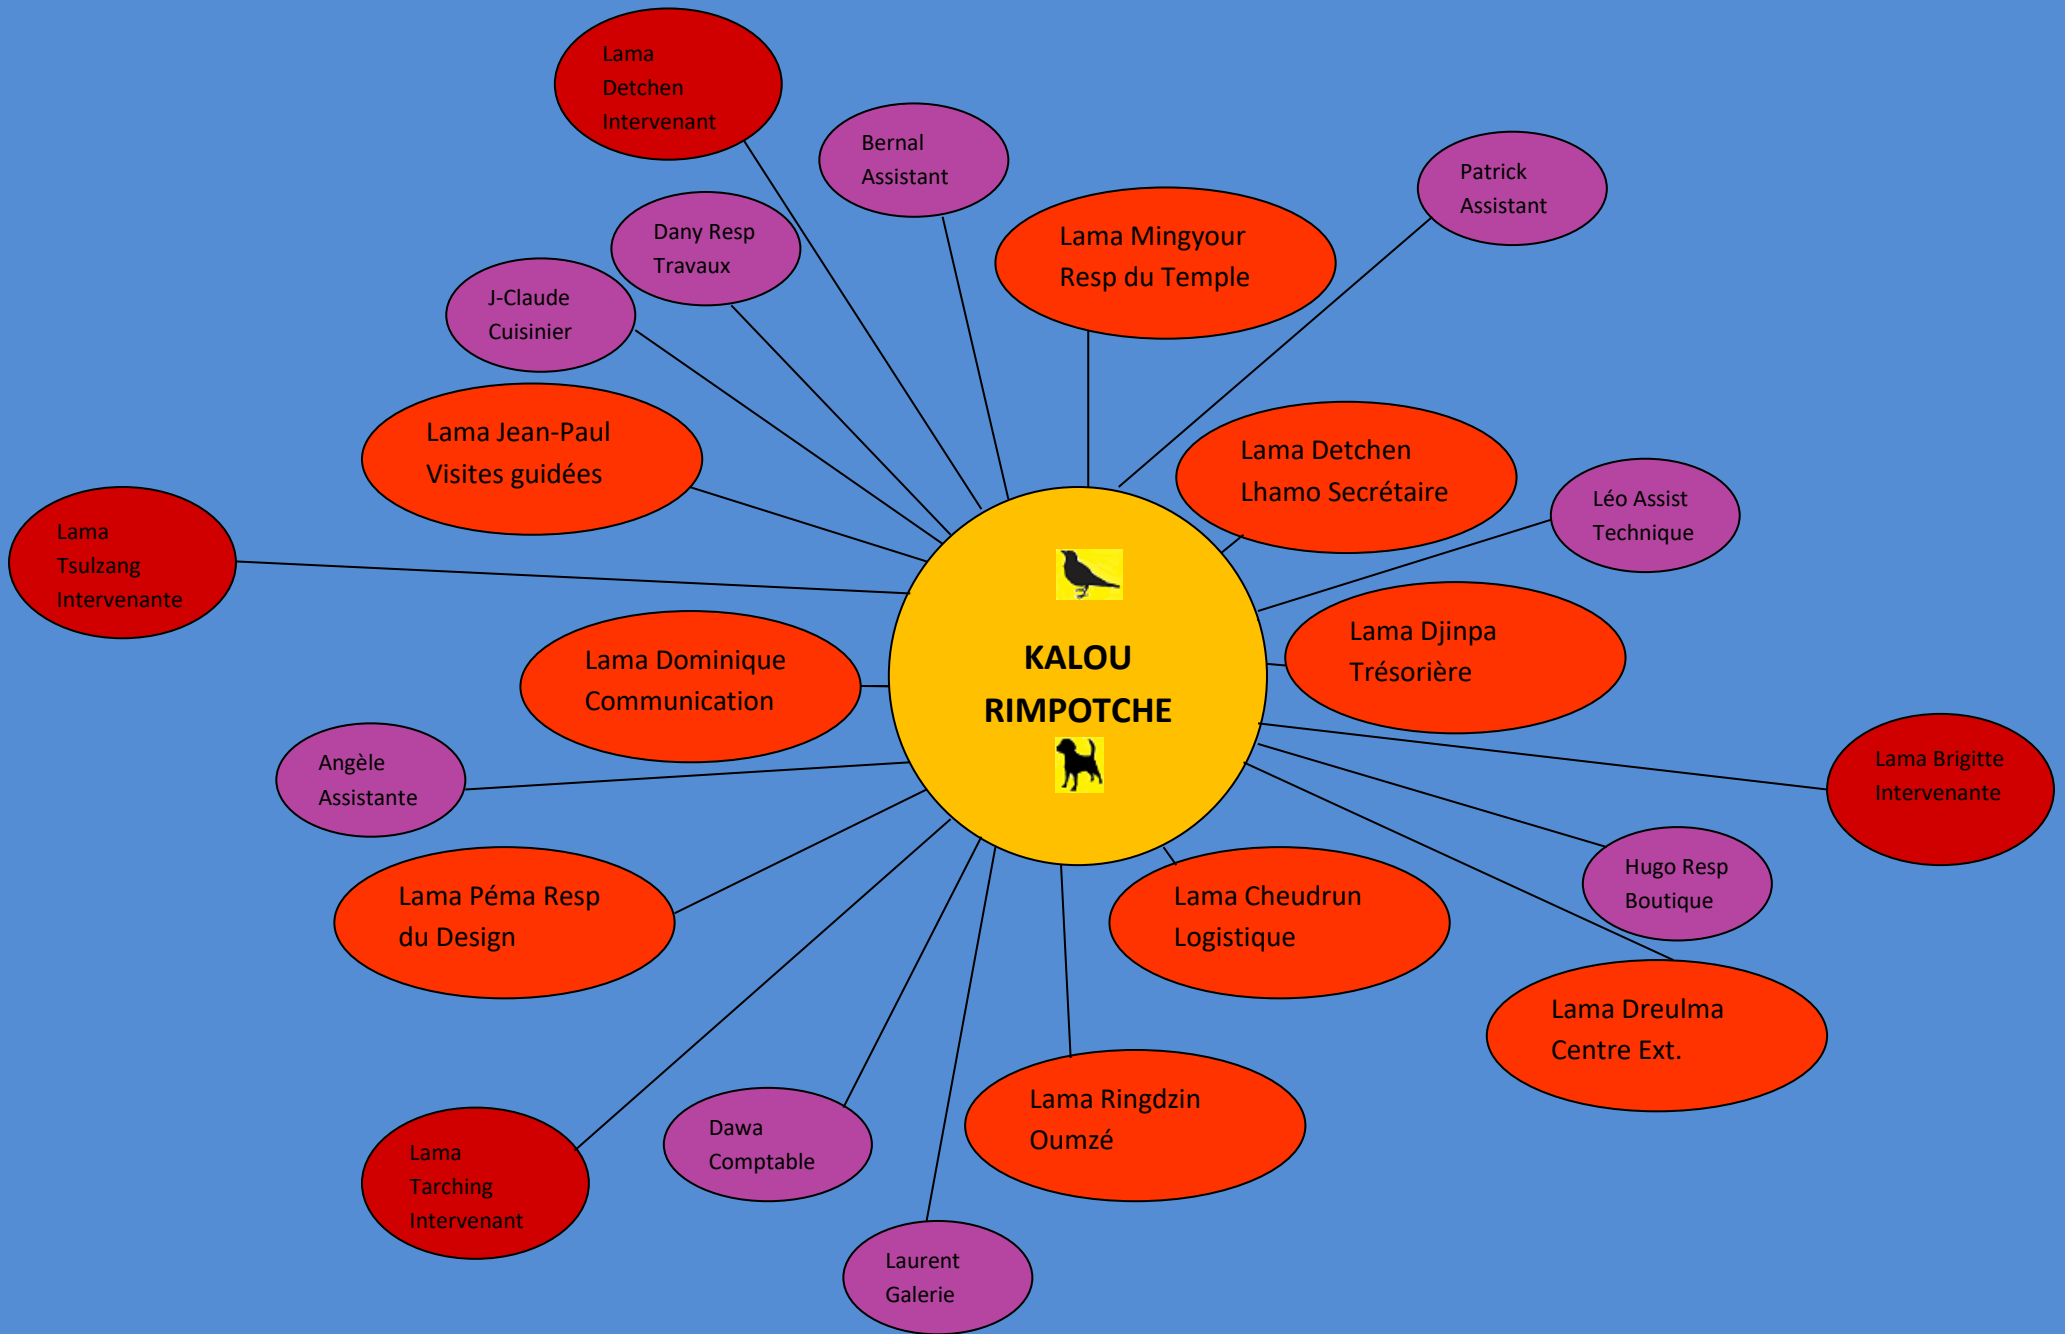 Lama
Detchen
Intervenant
Bernal
Assistant
Patrick
Assistant
Dany Resp
Travaux
Lama Mingyour
Resp du Temple
J-Claude
Cuisinier
Lama Jean-Paul
Visites guidées
Lama Detchen
Lhamo Secrétaire
Léo Assist
Technique
Lama
Tsulzang
Intervenante
KALOU
RIMPOTCHE
Lama Dominique
Communication
Lama Djinpa
Trésorière
Angèle
Assistante
Lama Brigitte
Intervenante
Lama Péma Resp
du Design
Lama Cheudrun
Logistique
Hugo Resp
Boutique
Lama Dreulma
Centre Ext.
Lama Ringdzin
Oumzé
Dawa
Comptable
Lama
Tarching
Intervenant
Laurent
Galerie